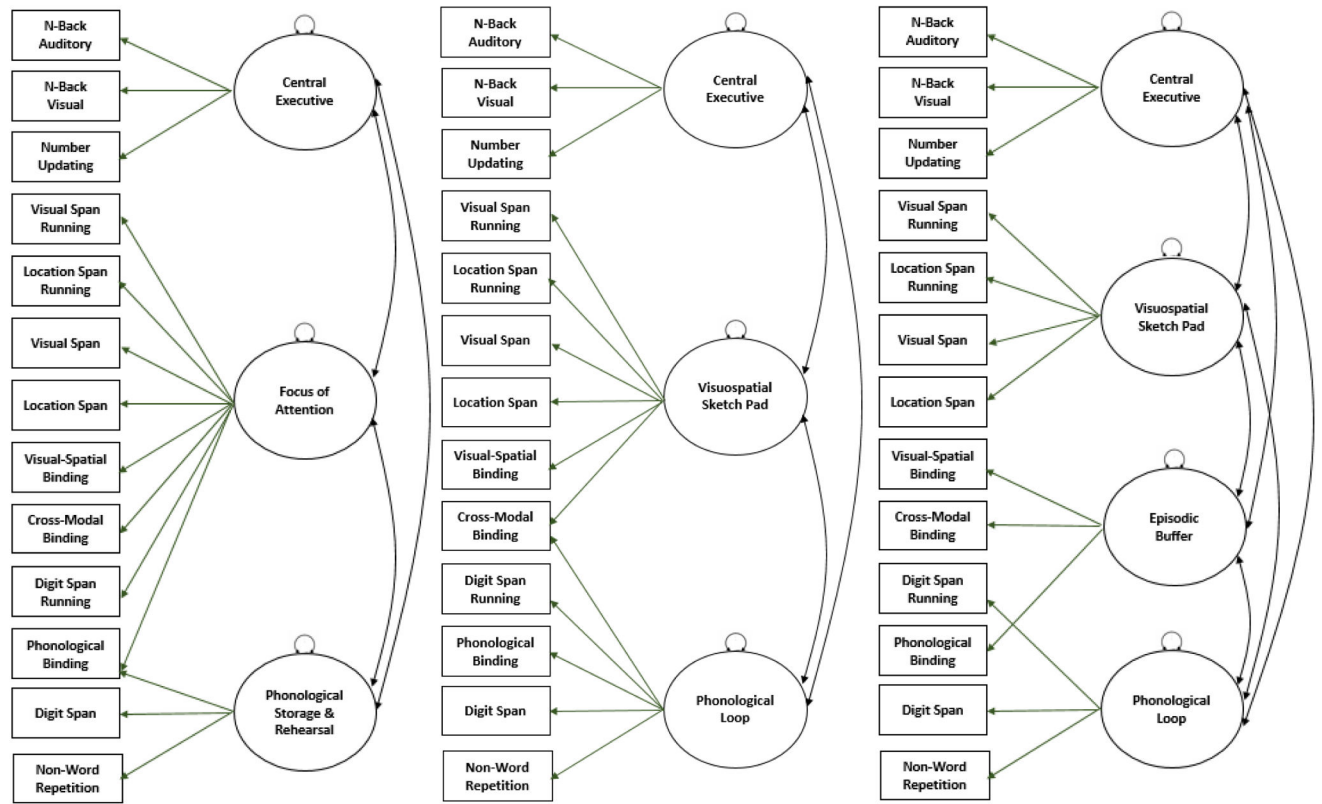 N-Back
Auditory
N-Back
Visual
Number
Updating
Visual Span
Running
Location Span
Running
Visual Span
Location Span
Visual-Spatial
Binding
Cross-Modal
Binding
Digit Span
Running
Phonological
Binding
Digit Span
Non-Word
Repetition
Central
Executive
Focus of
Attention
Phonological
Storage &
Rehearsal
N-Back
Auditory
N-Back
Visual
Number
Updating
Visual Span
Running
Location Span
Running
Visual Span
Location Span
Visual-Spatial
Binding
Cross-Modal
Binding
Digit Span
Running
Phonological
Binding
Digit Span
Non-Word
Repetition
Central
Executive
Visuospatial
Sketch Pad
Phonological
Loop
N-Back
Auditory
N-Back
Visual
Number
Updating
Visual Span
Running
Location Span
Running
Visual Span
Location Span
Visual-Spatial
Binding
Cross-Modal
Binding
Digit Span
Running
Phonological
Binding
Digit Span
Non-Word
Repetition
Central
Executive
Visuospatial
Sketch Pad
Episodic
Buffer
Phonological
Loop